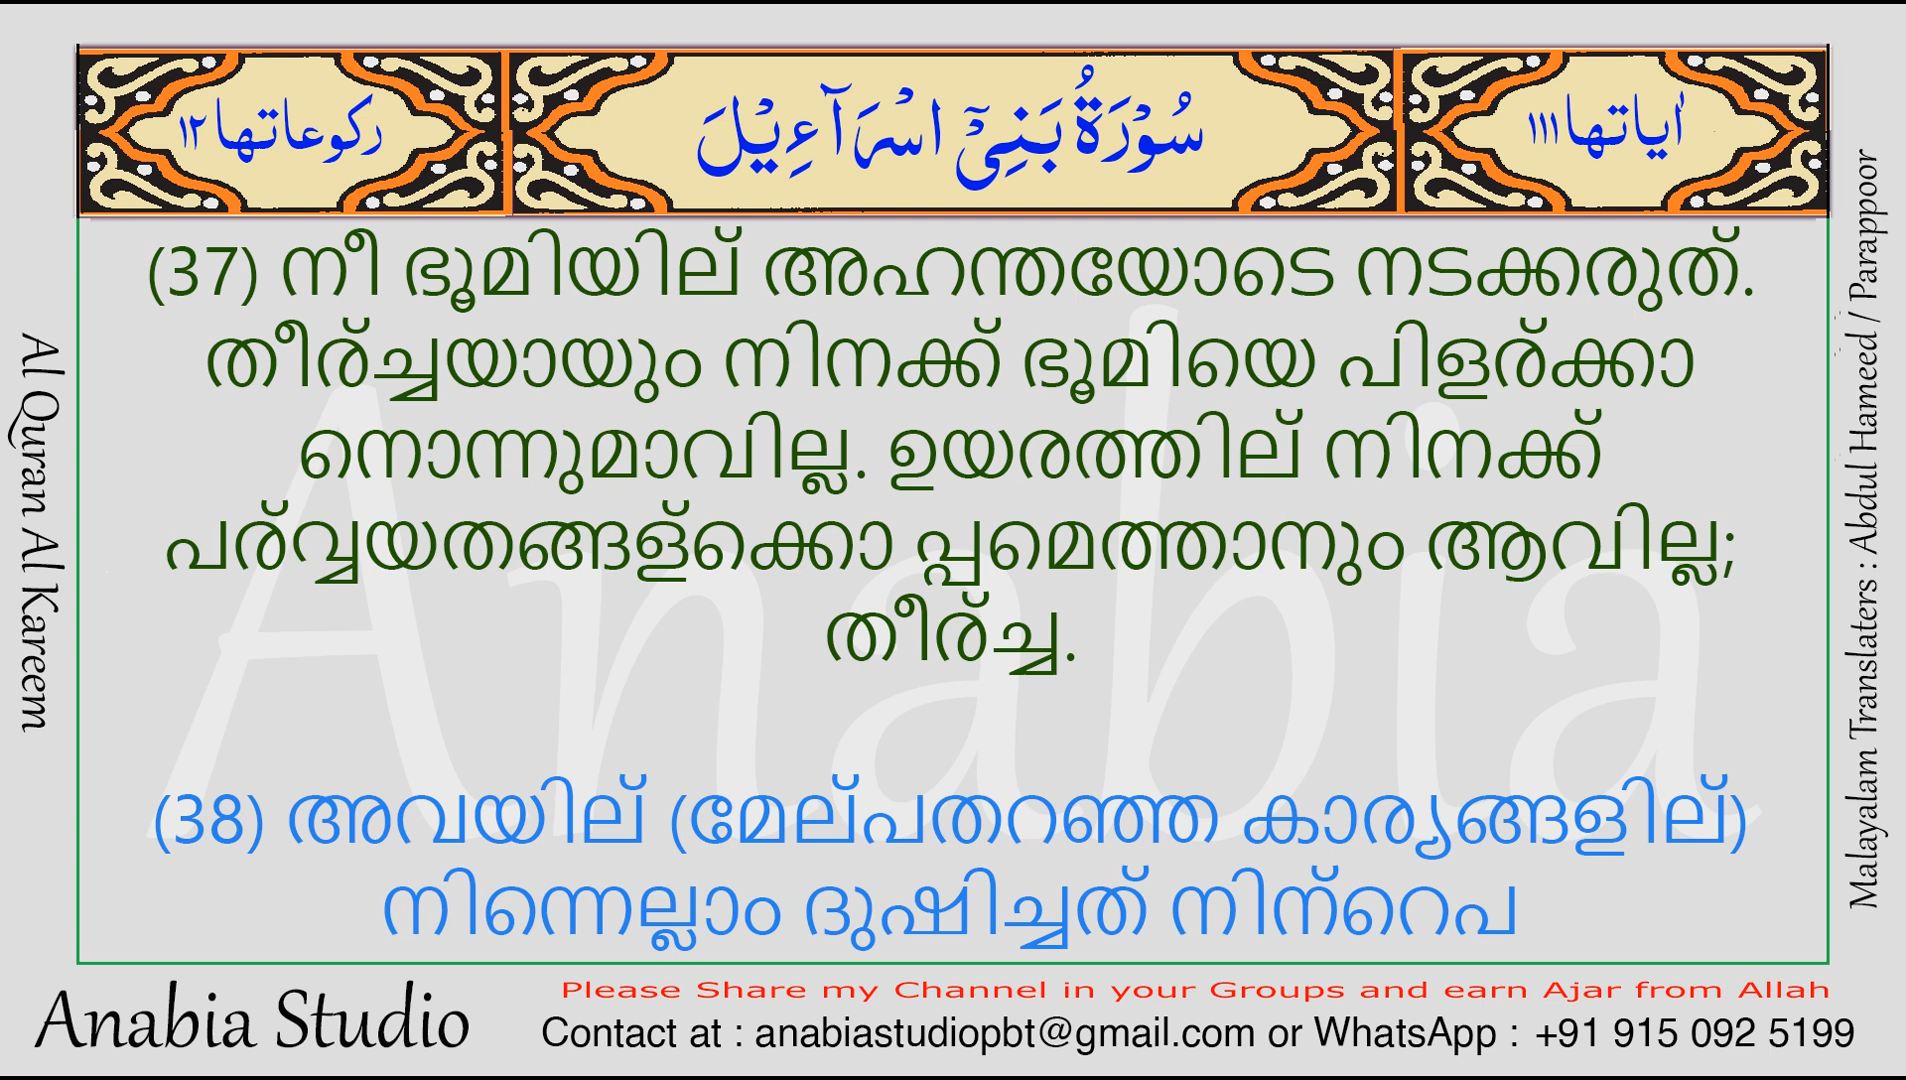 اٰیاتھا ١١١
سُوْرَةُ بَنِیْۤ اسْرَآءِیْلَ
رکوعاتھا ١٢
(37) നീ ഭൂമിയില് അഹന്തയോടെ നടക്കരുത്.
തീര്ച്ചയായും നിനക്ക് ഭൂമിയെ പിളര്ക്കാ
നൊന്നുമാവില്ല. ഉയരത്തില് നിനക്ക്
പര്വ്വയതങ്ങള്ക്കൊ പ്പമെത്താനും ആവില്ല;
തീര്ച്ച.
(38) അവയില് (മേല്പതറഞ്ഞ കാര്യങ്ങളില്)
നിന്നെല്ലാം ദുഷിച്ചത് നിന്റെപ
Al Quran Al Kareem
Malayalam Translaters : Abdul Hameed / Parappoor
Anabia
Anabia Studio
Please Share my Channel in your Groups and earn Ajar from Allah
Contact at : anabiastudiopbt@gmail.com or WhatsApp : +91 915 092 5199